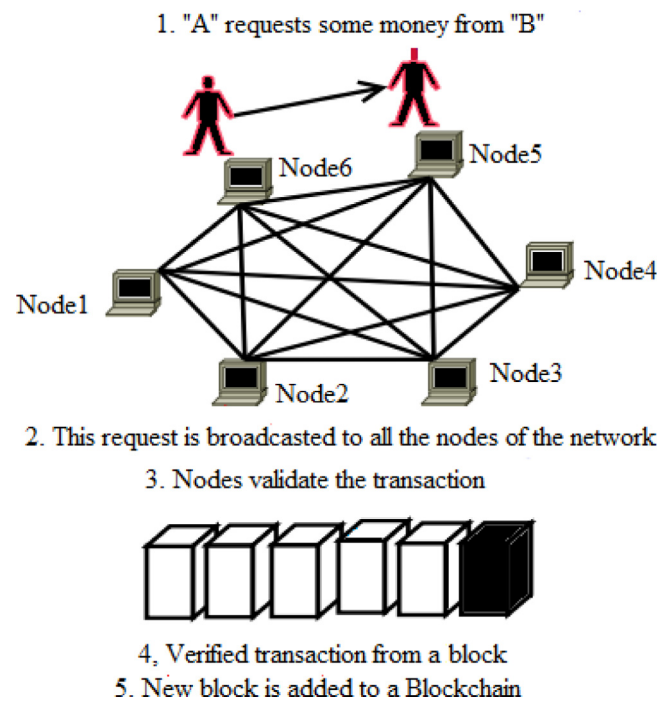 1. "A" requests some money from "B"
Node6
Node5
Node4
Node1
Node3
Node2
2. This request is broadcasted to all the nodes of the network
3. Nodes validate the transaction
4, Verified transaction from a block
5. New block is added to a Blockchain